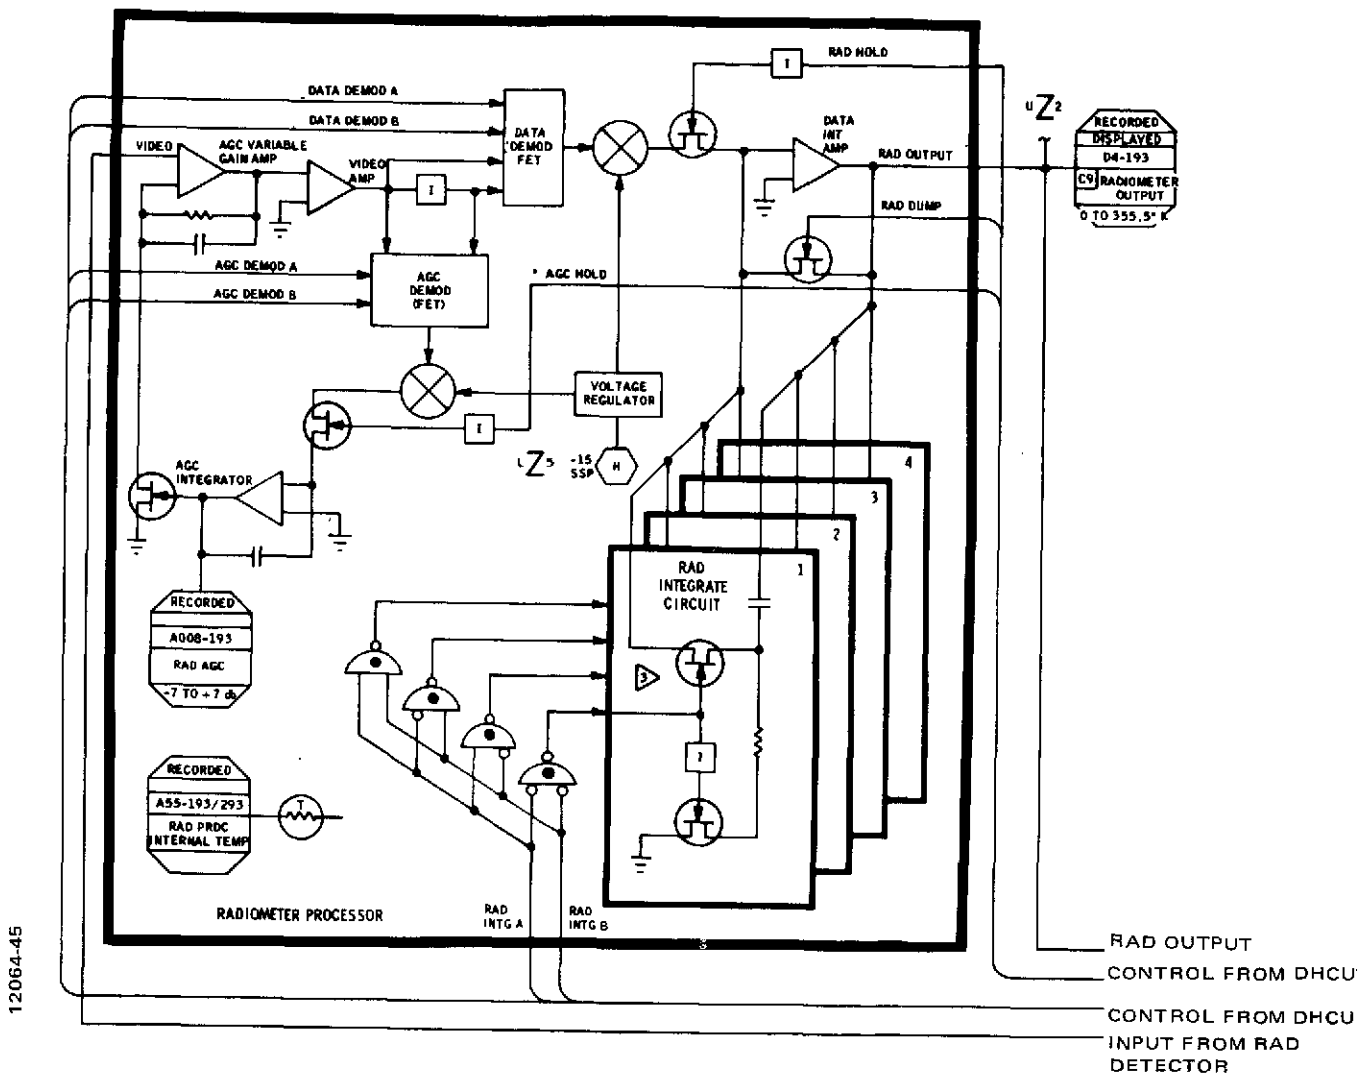 RAD HOLD
I
DATA DEMOD A
DATA DEMOD B
DATA
DEMOD
FET
DATA
INT
AMP
uZ2
RECORDED
DISPLAYED
D4-193
C9 RADIOMETER
OUTPUT
0 TO 355.5° K
VIDEO
AGC VARIABLE
GAIN AMP
VIDEO
AMP
I
RAD OUTPUT
RAD DUMP
AGC DEMOD A
AGC DEMOD B
AGC
DEMOD
(FET)
* AGC HOLD
VOLTAGE
REGULATOR
I
LZ5
-15
SSP
H
AGC
INTEGRATOR
4
3
2
1
RAD
INTEGRATE
CIRCUIT
3
RECORDED
A008-193
RAD AGC
-7 TO +7 db
RECORDED
A55-193/293
RAD PRDC
INTERNAL TEMP
T
RADIOMETER PROCESSOR
RAD
INTG A
RAD
INTG B
12064-45
RAD OUTPUT
CONTROL FROM DHCU
CONTROL FROM DHCU
INPUT FROM RAD
DETECTOR